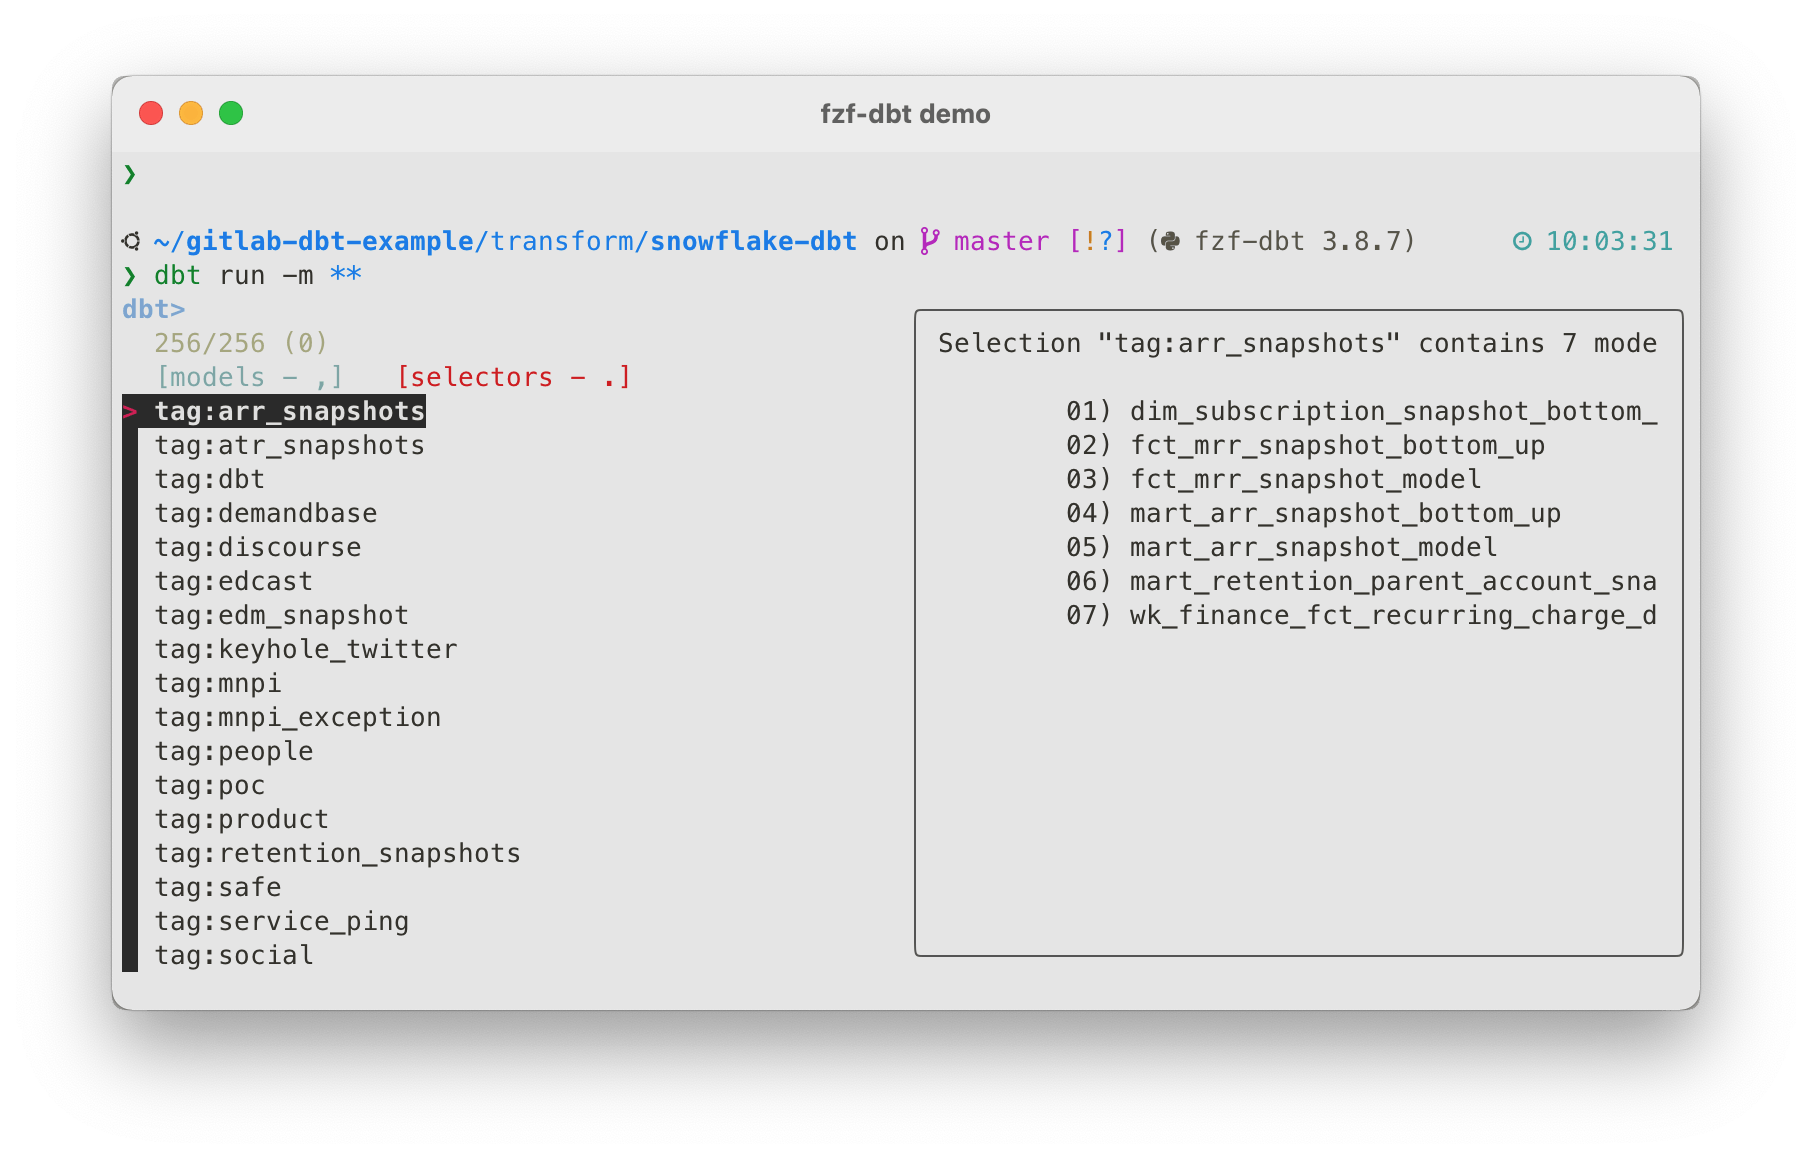 fzf-dbt demo
❯
~/gitlab-dbt-example/transform/snowflake-dbt on master [!?] (fzf-dbt 3.8.7) 10:03:31
❯ dbt run -m **
dbt>
256/256 (0)
[models - ,] [selectors - .]
> tag:arr_snapshots
tag:atr_snapshots
tag:dbt
tag:demandbase
tag:discourse
tag:edcast
tag:edm_snapshot
tag:keyhole_twitter
tag:mnpi
tag:mnpi_exception
tag:people
tag:poc
tag:product
tag:retention_snapshots
tag:safe
tag:service_ping
tag:social
Selection "tag:arr_snapshots" contains 7 mode
01) dim_subscription_snapshot_bottom_
02) fct_mrr_snapshot_bottom_up
03) fct_mrr_snapshot_model
04) mart_arr_snapshot_bottom_up
05) mart_arr_snapshot_model
06) mart_retention_parent_account_sna
07) wk_finance_fct_recurring_charge_d